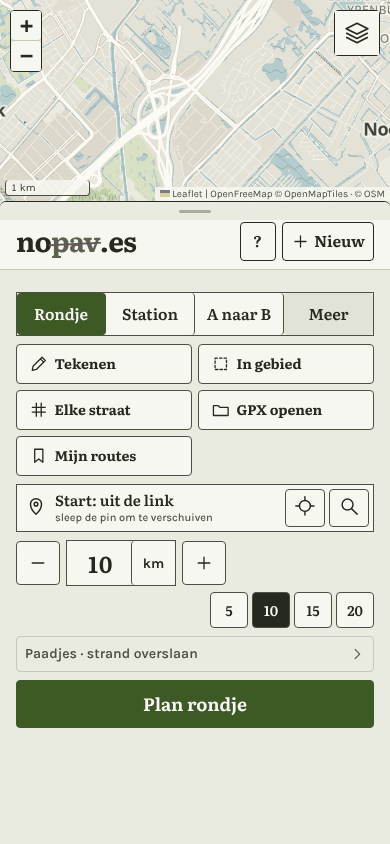 +
−
1 km
Leaflet | OpenFreeMap © OpenMapTiles · © OSM
nopav.es
?
+ Nieuw
Rondje
Station
A naar B
Meer
Tekenen
In gebied
Elke straat
GPX openen
Mijn routes
Start: uit de link
sleep de pin om te verschuiven
− 10 km +
5 10 15 20
Paadjes · strand overslaan
Plan rondje